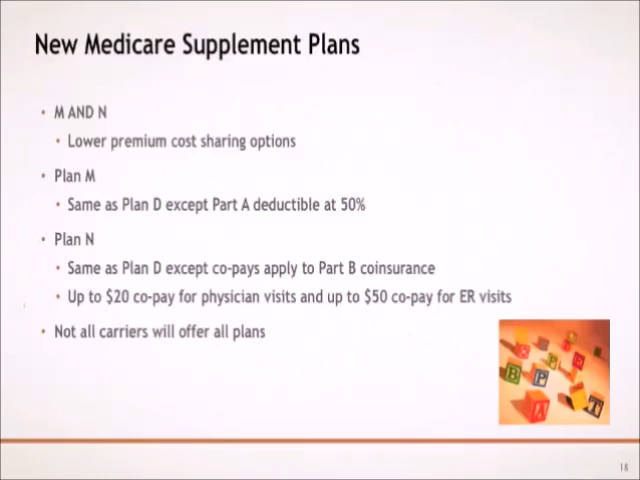 New Medicare Supplement Plans
• M AND N
• Lower premium cost sharing options
• Plan M
• Same as Plan D except Part A deductible at 50%
• Plan N
• Same as Plan D except co-pays apply to Part B coinsurance
• Up to $20 co-pay for physician visits and up to $50 co-pay for ER visits
• Not all carriers will offer all plans
B P A T
18